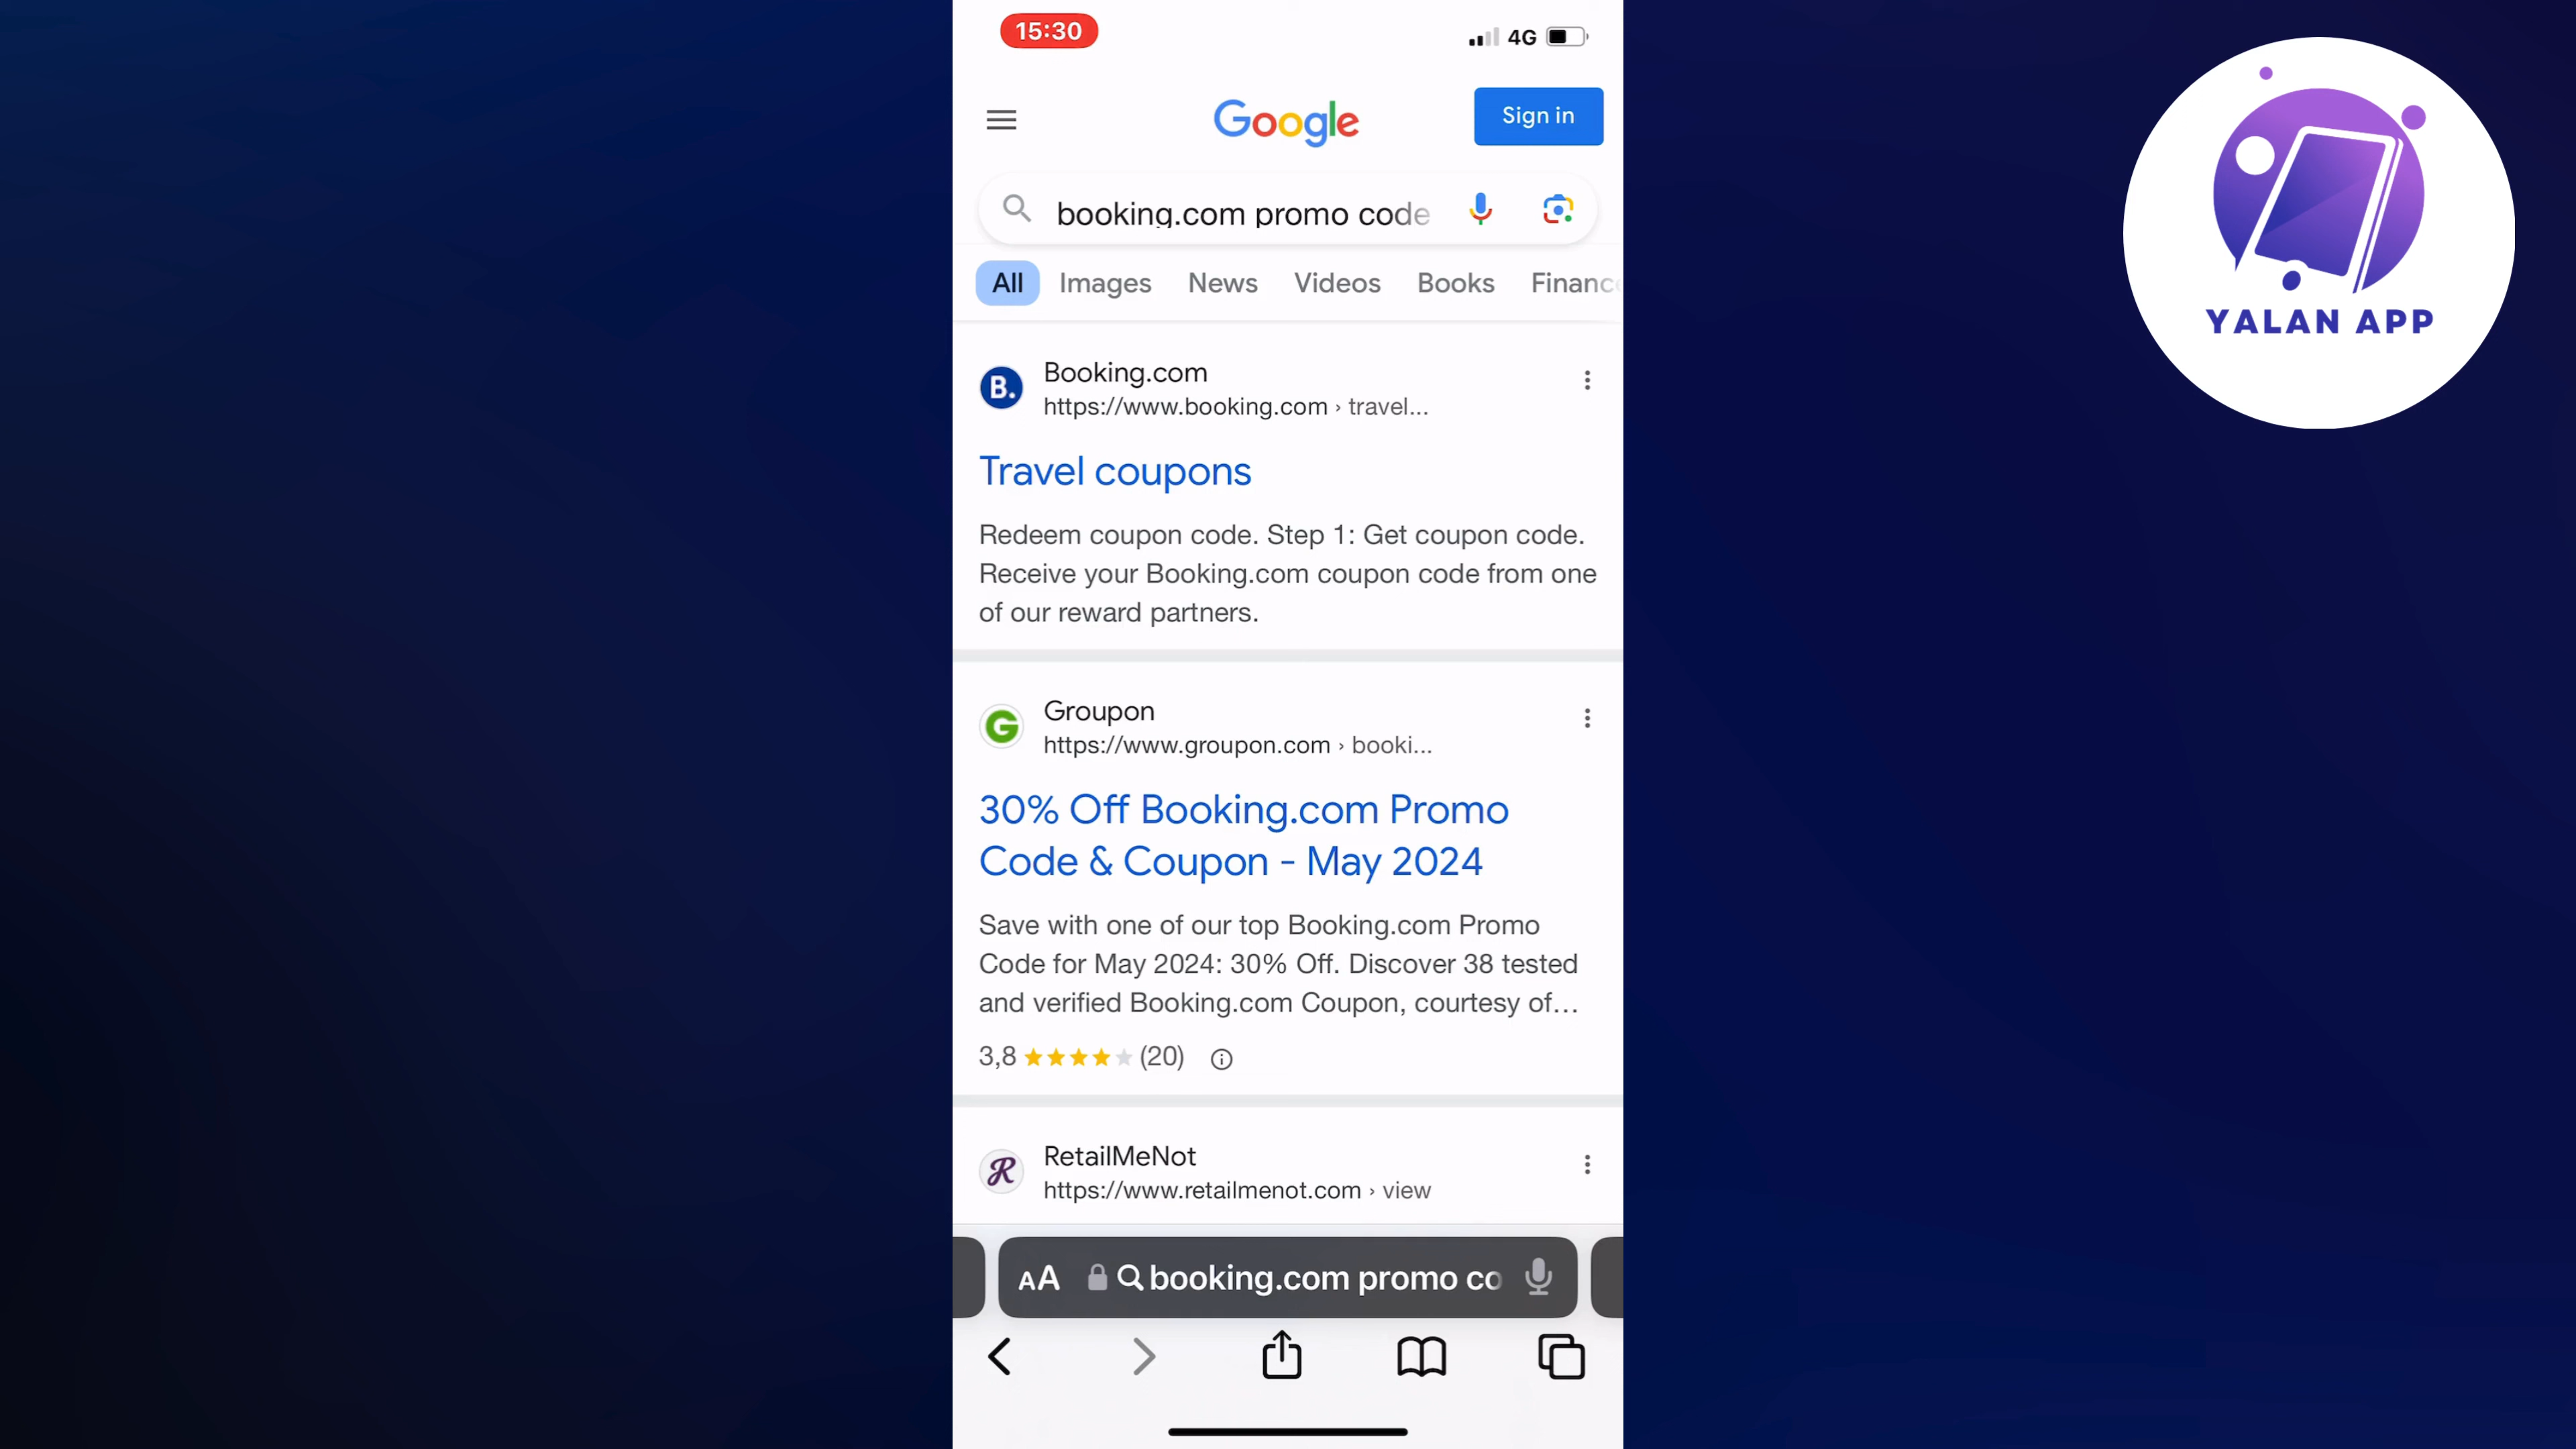 15:30
4G
Google
Sign in
booking.com promo code
All Images News Videos Books Financ
Booking.com
https://www.booking.com › travel...
Travel coupons
Redeem coupon code. Step 1: Get coupon code.
Receive your Booking.com coupon code from one
of our reward partners.
Groupon
https://www.groupon.com › booki...
30% Off Booking.com Promo
Code & Coupon - May 2024
Save with one of our top Booking.com Promo
Code for May 2024: 30% Off. Discover 38 tested
and verified Booking.com Coupon, courtesy of...
3,8 ★★★★★ (20)
RetailMeNot
https://www.retailmenot.com › view
AA booking.com promo co
YALAN APP